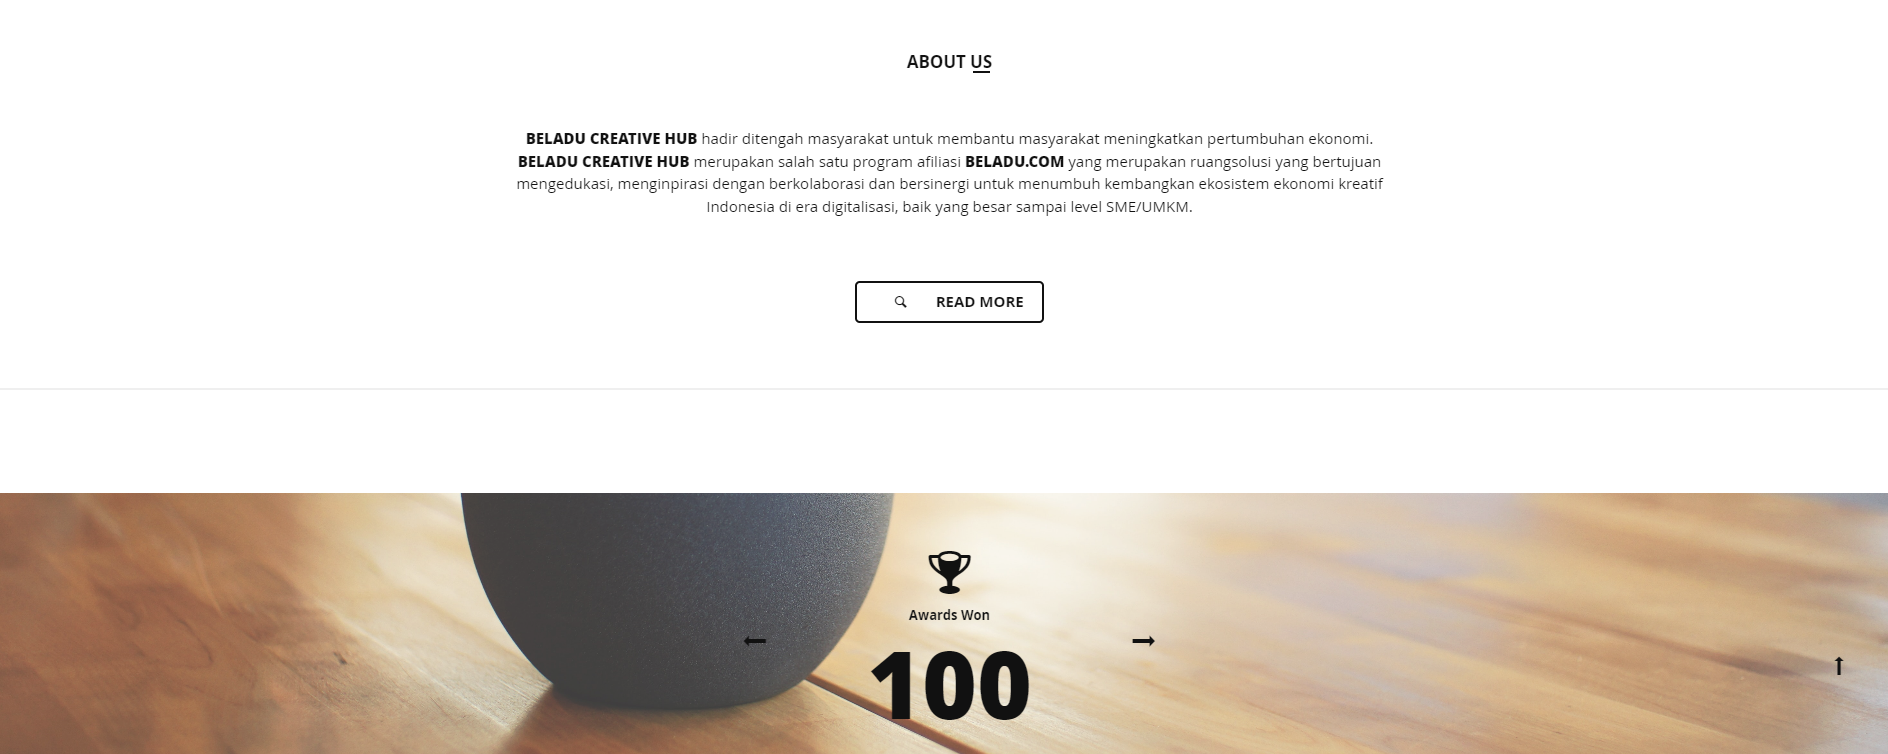 ABOUT US
BELADU CREATIVE HUB hadir ditengah masyarakat untuk membantu masyarakat meningkatkan pertumbuhan ekonomi.
BELADU CREATIVE HUB merupakan salah satu program afiliasi BELADU.COM yang merupakan ruangsolusi yang bertujuan
mengedukasi, menginpirasi dengan berkolaborasi dan bersinergi untuk menumbuh kembangkan ekosistem ekonomi kreatif
Indonesia di era digitalisasi, baik yang besar sampai level SME/UMKM.
READ MORE
Awards Won
100